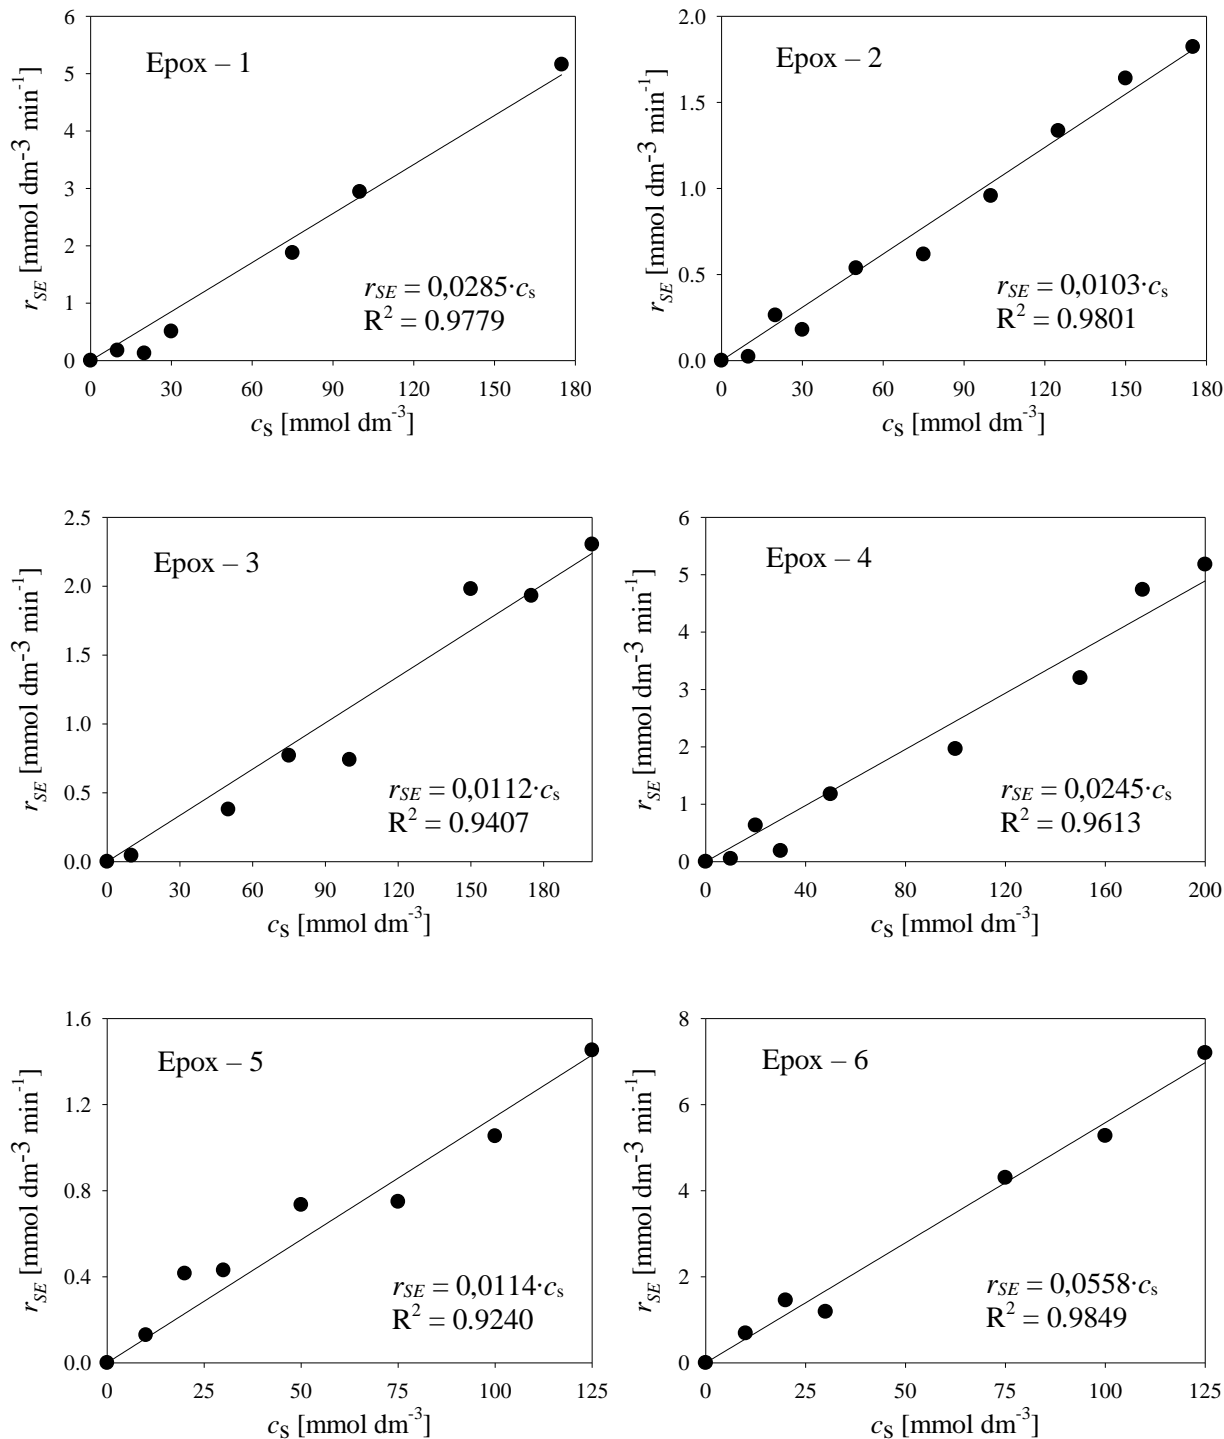 Epox – 1
r_SE [mmol dm⁻³ min⁻¹]
6
5
4
3
2
1
0
r_SE = 0,0285·c_s
R² = 0.9779
0 30 60 90 120 150 180
c_S [mmol dm⁻³]
Epox – 2
r_SE [mmol dm⁻³ min⁻¹]
2.0
1.5
1.0
0.5
0.0
r_SE = 0,0103·c_s
R² = 0.9801
0 30 60 90 120 150 180
c_S [mmol dm⁻³]
Epox – 3
r_SE [mmol dm⁻³ min⁻¹]
2.5
2.0
1.5
1.0
0.5
0.0
r_SE = 0,0112·c_s
R² = 0.9407
0 30 60 90 120 150 180
c_S [mmol dm⁻³]
Epox – 4
r_SE [mmol dm⁻³ min⁻¹]
6
5
4
3
2
1
0
r_SE = 0,0245·c_s
R² = 0.9613
0 40 80 120 160 200
c_S [mmol dm⁻³]
Epox – 5
r_SE [mmol dm⁻³ min⁻¹]
1.6
1.2
0.8
0.4
0.0
r_SE = 0,0114·c_s
R² = 0.9240
0 25 50 75 100 125
c_S [mmol dm⁻³]
Epox – 6
r_SE [mmol dm⁻³ min⁻¹]
8
6
4
2
0
r_SE = 0,0558·c_s
R² = 0.9849
0 25 50 75 100 125
c_S [mmol dm⁻³]